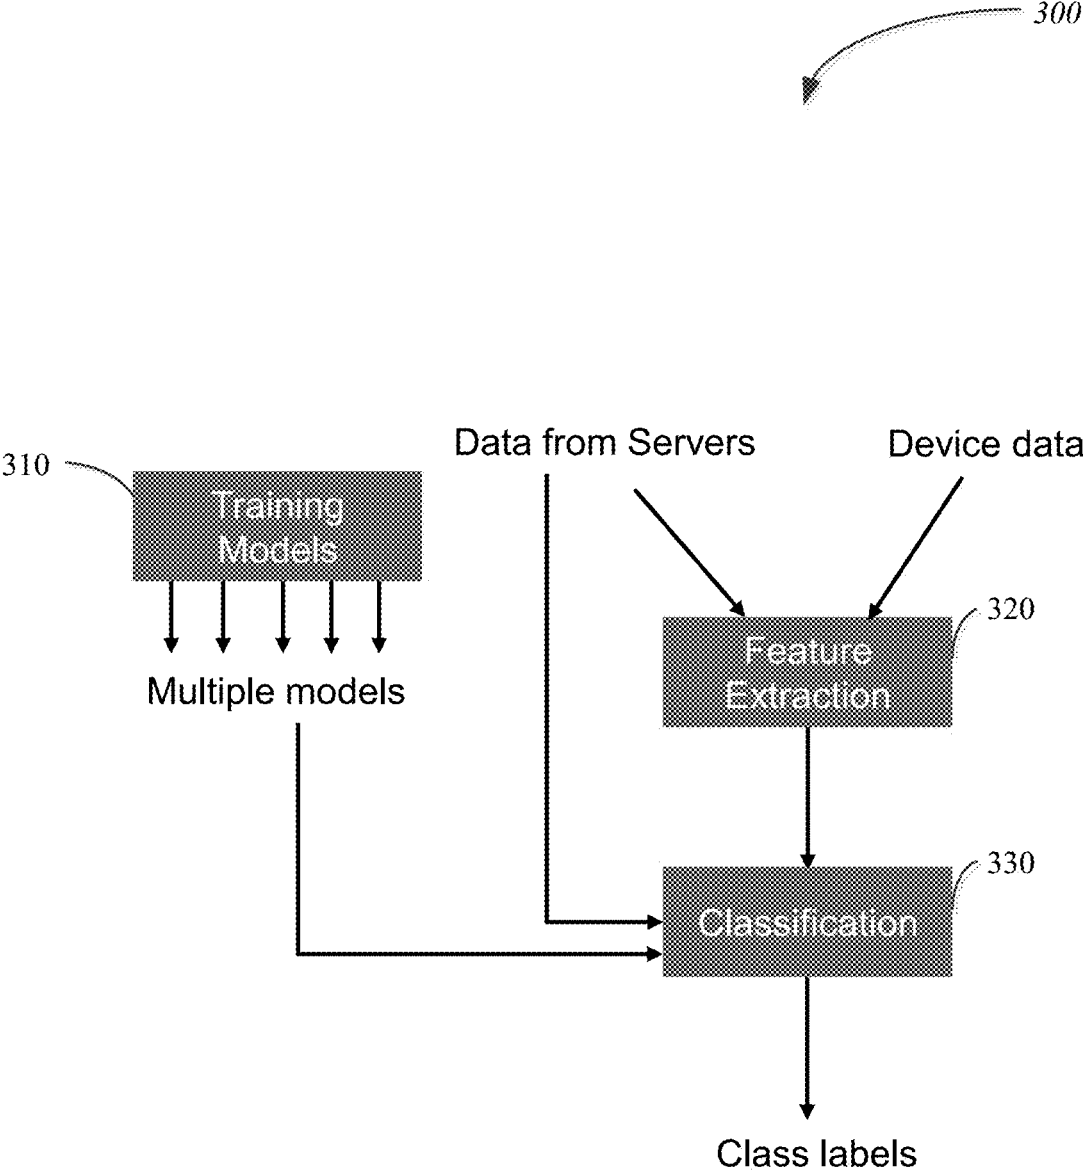 300
Data from Servers
Device data
310
Training
Models
320
Feature
Extraction
Multiple models
330
Classification
Class labels